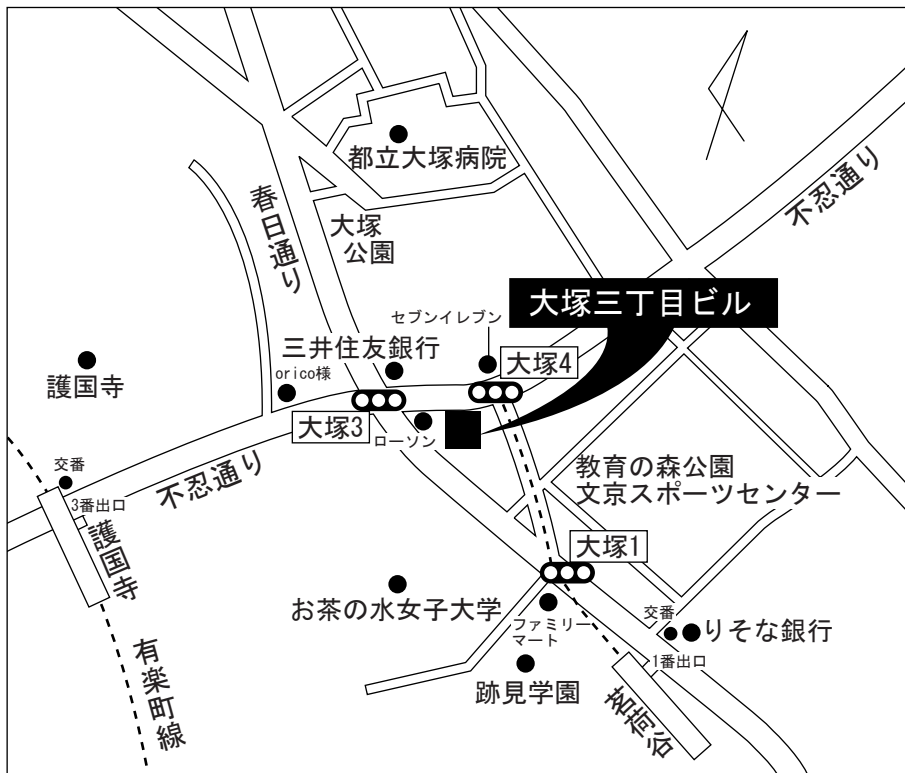 都立大塚病院
不忍通り
春日通り
大塚
公園
大塚三丁目ビル
セブンイレブン
三井住友銀行
大塚4
orico様
護国寺
大塚3
ローソン
交番
不忍通り
3番出口
教育の森公園
文京スポーツセンター
護国寺
大塚1
お茶の水女子大学
ファミリー
マート
交番
りそな銀行
1番出口
跡見学園
有楽町線
茗荷谷